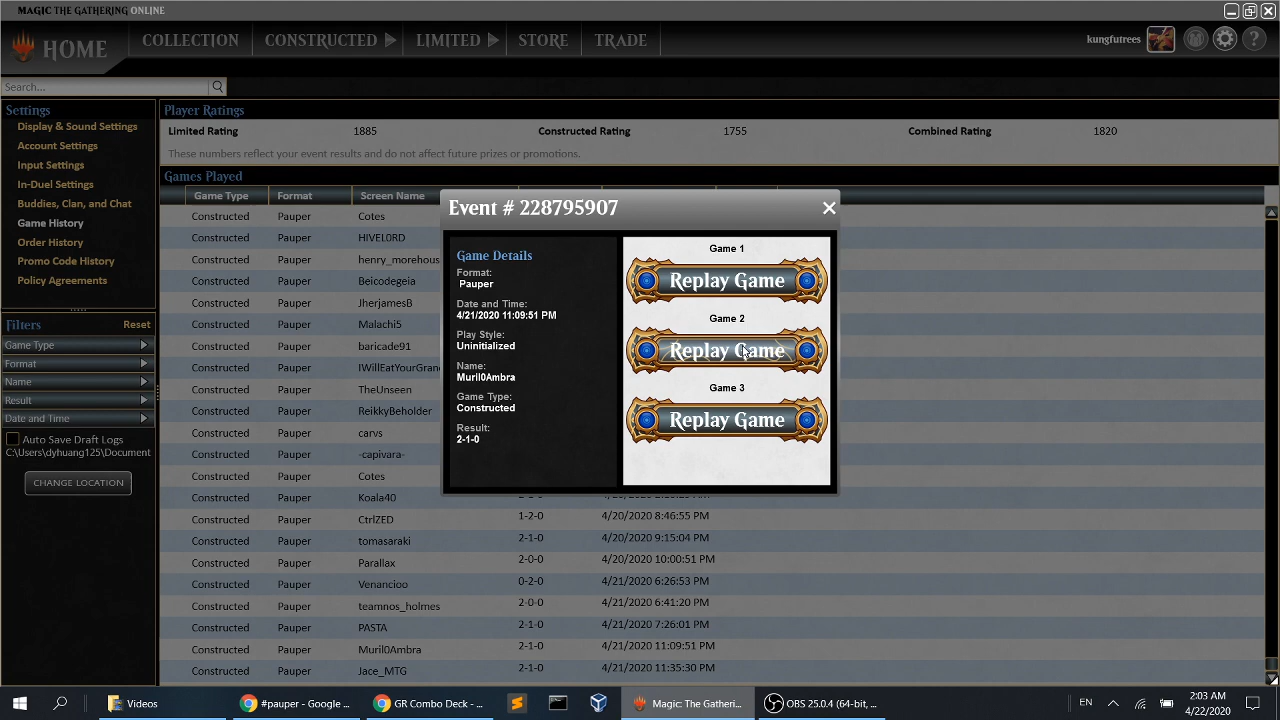 MAGIC THE GATHERING ONLINE
HOME
COLLECTION
CONSTRUCTED
LIMITED
STORE
TRADE
kungfutrees
Search...
Settings
Display & Sound Settings
Account Settings
Input Settings
In-Duel Settings
Buddies, Clan, and Chat
Game History
Order History
Promo Code History
Policy Agreements
Filters Reset
Game Type
Format
Name
Result
Date and Time
Auto Save Draft Logs
C:\Users\dyhuang125\Document
CHANGE LOCATION
Player Ratings
Limited Rating 1885 Constructed Rating 1755 Combined Rating 1820
These numbers reflect your event results and do not affect future prizes or promotions.
Games Played
Game Type Format Screen Name
Constructed Pauper Cotes
Constructed Pauper HIVEL0RD
Constructed Pauper henry_morehous
Constructed Pauper Beicodegeia
Constructed Pauper JherjamesB
Constructed Pauper Malachi5
Constructed Pauper baricade91
Constructed Pauper IWillEatYourGran
Constructed Pauper TheUnseen
Constructed Pauper ReikkyBeholder
Constructed Pauper carvs
Constructed Pauper -capivara-
Constructed Pauper Cotes
Constructed Pauper Koala40
Constructed Pauper CtrlZED 1-2-0 4/20/2020 8:46:55 PM
Constructed Pauper tomasaraki 2-1-0 4/20/2020 9:15:04 PM
Constructed Pauper Parallax 2-0-0 4/20/2020 10:00:51 PM
Constructed Pauper Venancioo 0-2-0 4/21/2020 6:26:53 PM
Constructed Pauper teamnos_holmes 2-0-0 4/21/2020 6:41:20 PM
Constructed Pauper PASTA 2-1-0 4/21/2020 7:26:01 PM
Constructed Pauper Muril0Ambra 2-1-0 4/21/2020 11:09:51 PM
Constructed Pauper Jace_MTG 2-1-0 4/21/2020 11:35:30 PM
Event # 228795907
Game Details
Format:
Pauper
Date and Time:
4/21/2020 11:09:51 PM
Play Style:
Uninitialized
Name:
Muril0Ambra
Game Type:
Constructed
Result:
2-1-0
Game 1
Replay Game
Game 2
Replay Game
Game 3
Replay Game
Videos
#pauper - Google ...
GR Combo Deck - ...
Magic: The Gatheri...
OBS 25.0.4 (64-bit, ...
EN
2:03 AM
4/22/2020